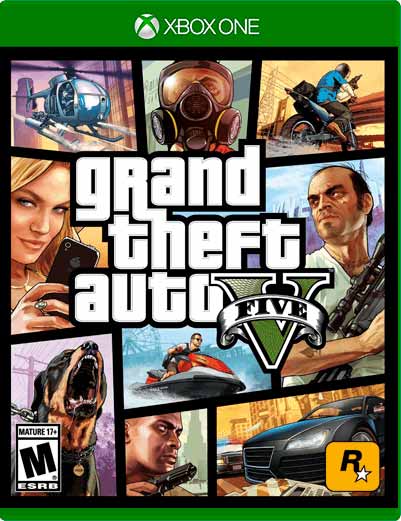 XBOX ONE
grand
theft
auto
V
FIVE
MATURE 17+
M
ESRB
R